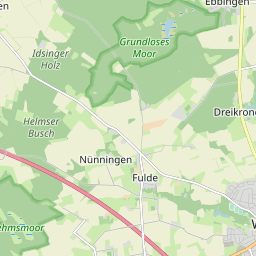 Ebbingen
Grundloses
Moor
Idsinger
Holz
Dreikron
Helmser
Busch
Nünningen
Fulde
hmsmoor
W